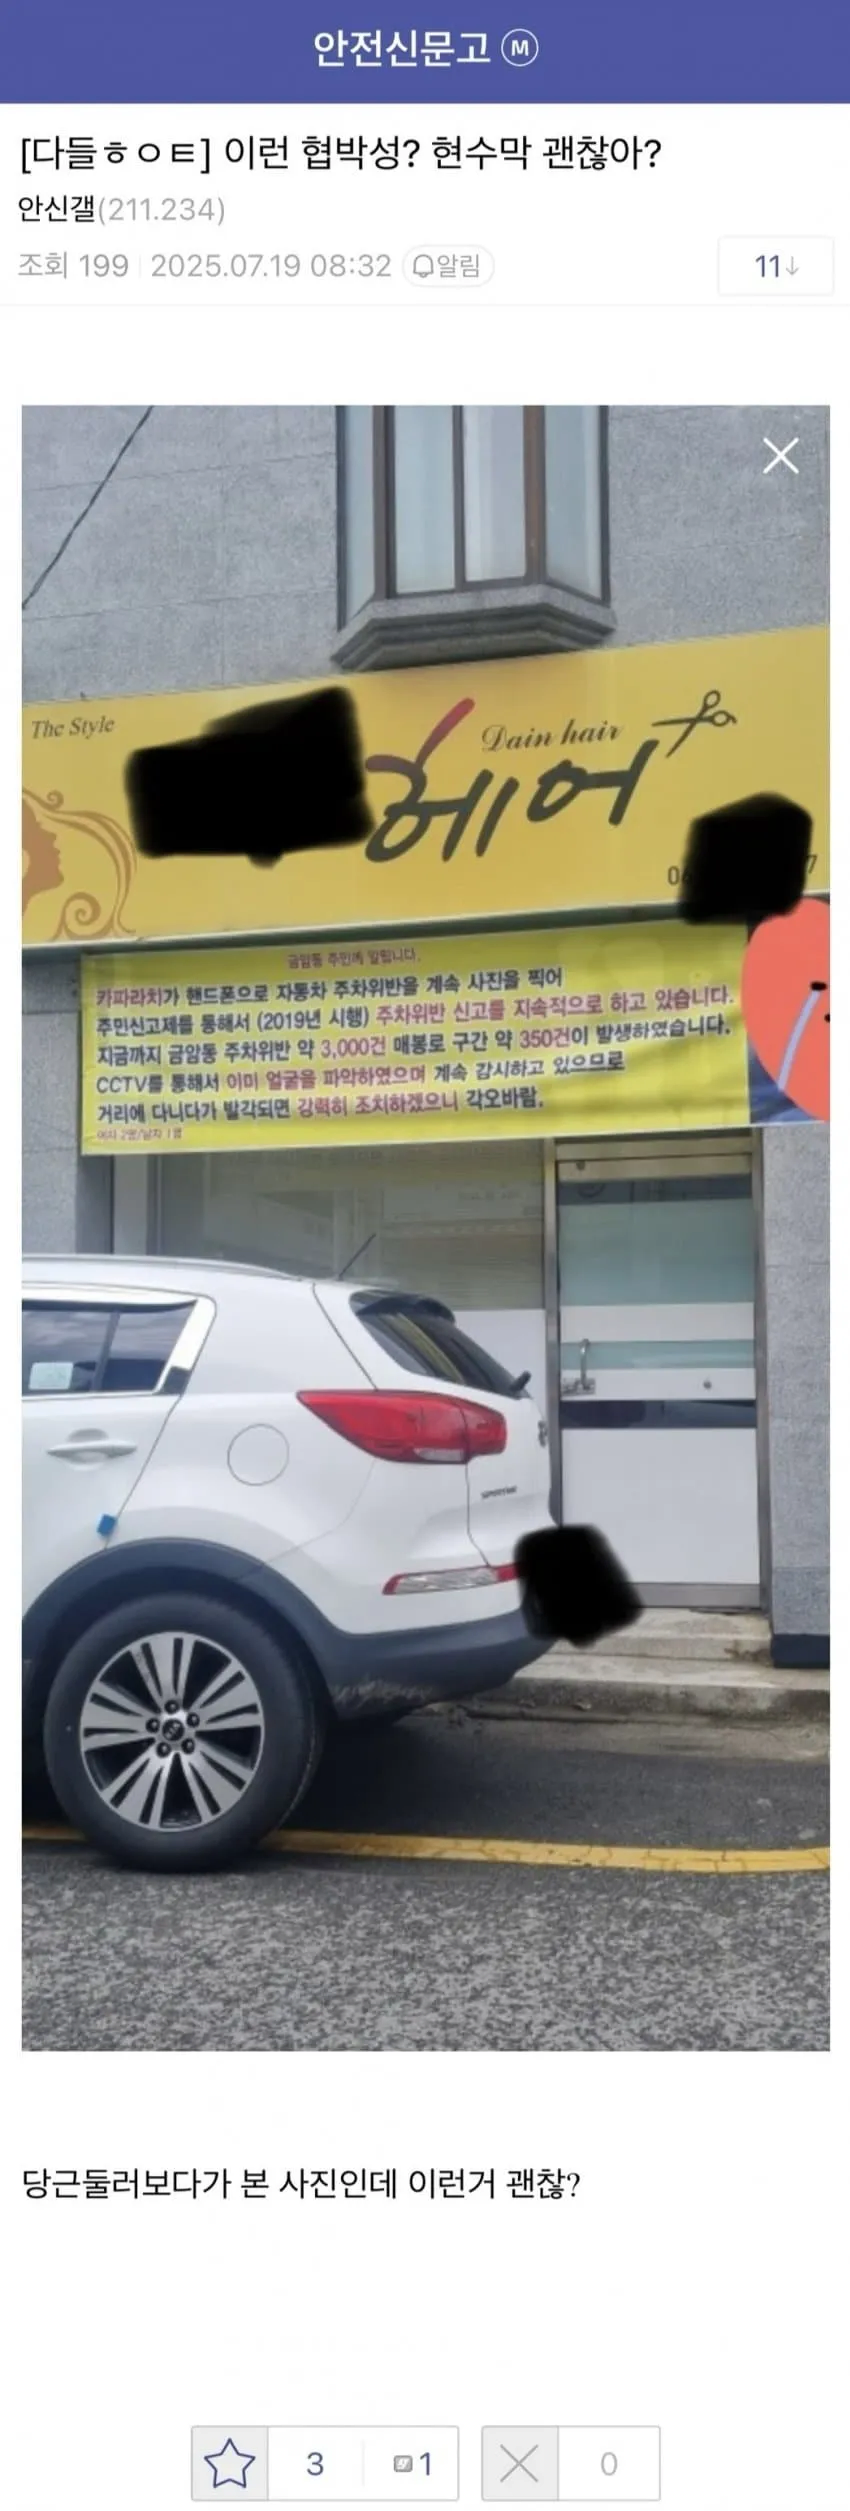 안전신문고 M
[다들ㅎㅇㅌ] 이런 협박성? 현수막 괜찮아?
안신갤(211.234)
조회 199 2025.07.19 08:32 알림
11↓
The Style
Dain hair
헤어
0
7
금암동 주민께 알립니다.
카파라치가 핸드폰으로 자동차 주차위반을 계속 사진을 찍어
주민신고제를 통해서 (2019년 시행) 주차위반 신고를 지속적으로 하고 있습니다.
지금까지 금암동 주차위반 약 3,000건 매봉로 구간 약 350건이 발생하였습니다.
CCTV를 통해서 이미 얼굴을 파악하였으며 계속 감시하고 있으므로
거리에 다니다가 발각되면 강력히 조치하겠으니 각오바람.
여자 2명/남자 1명
당근둘러보다가 본 사진인데 이런거 괜찮?
3
1
0